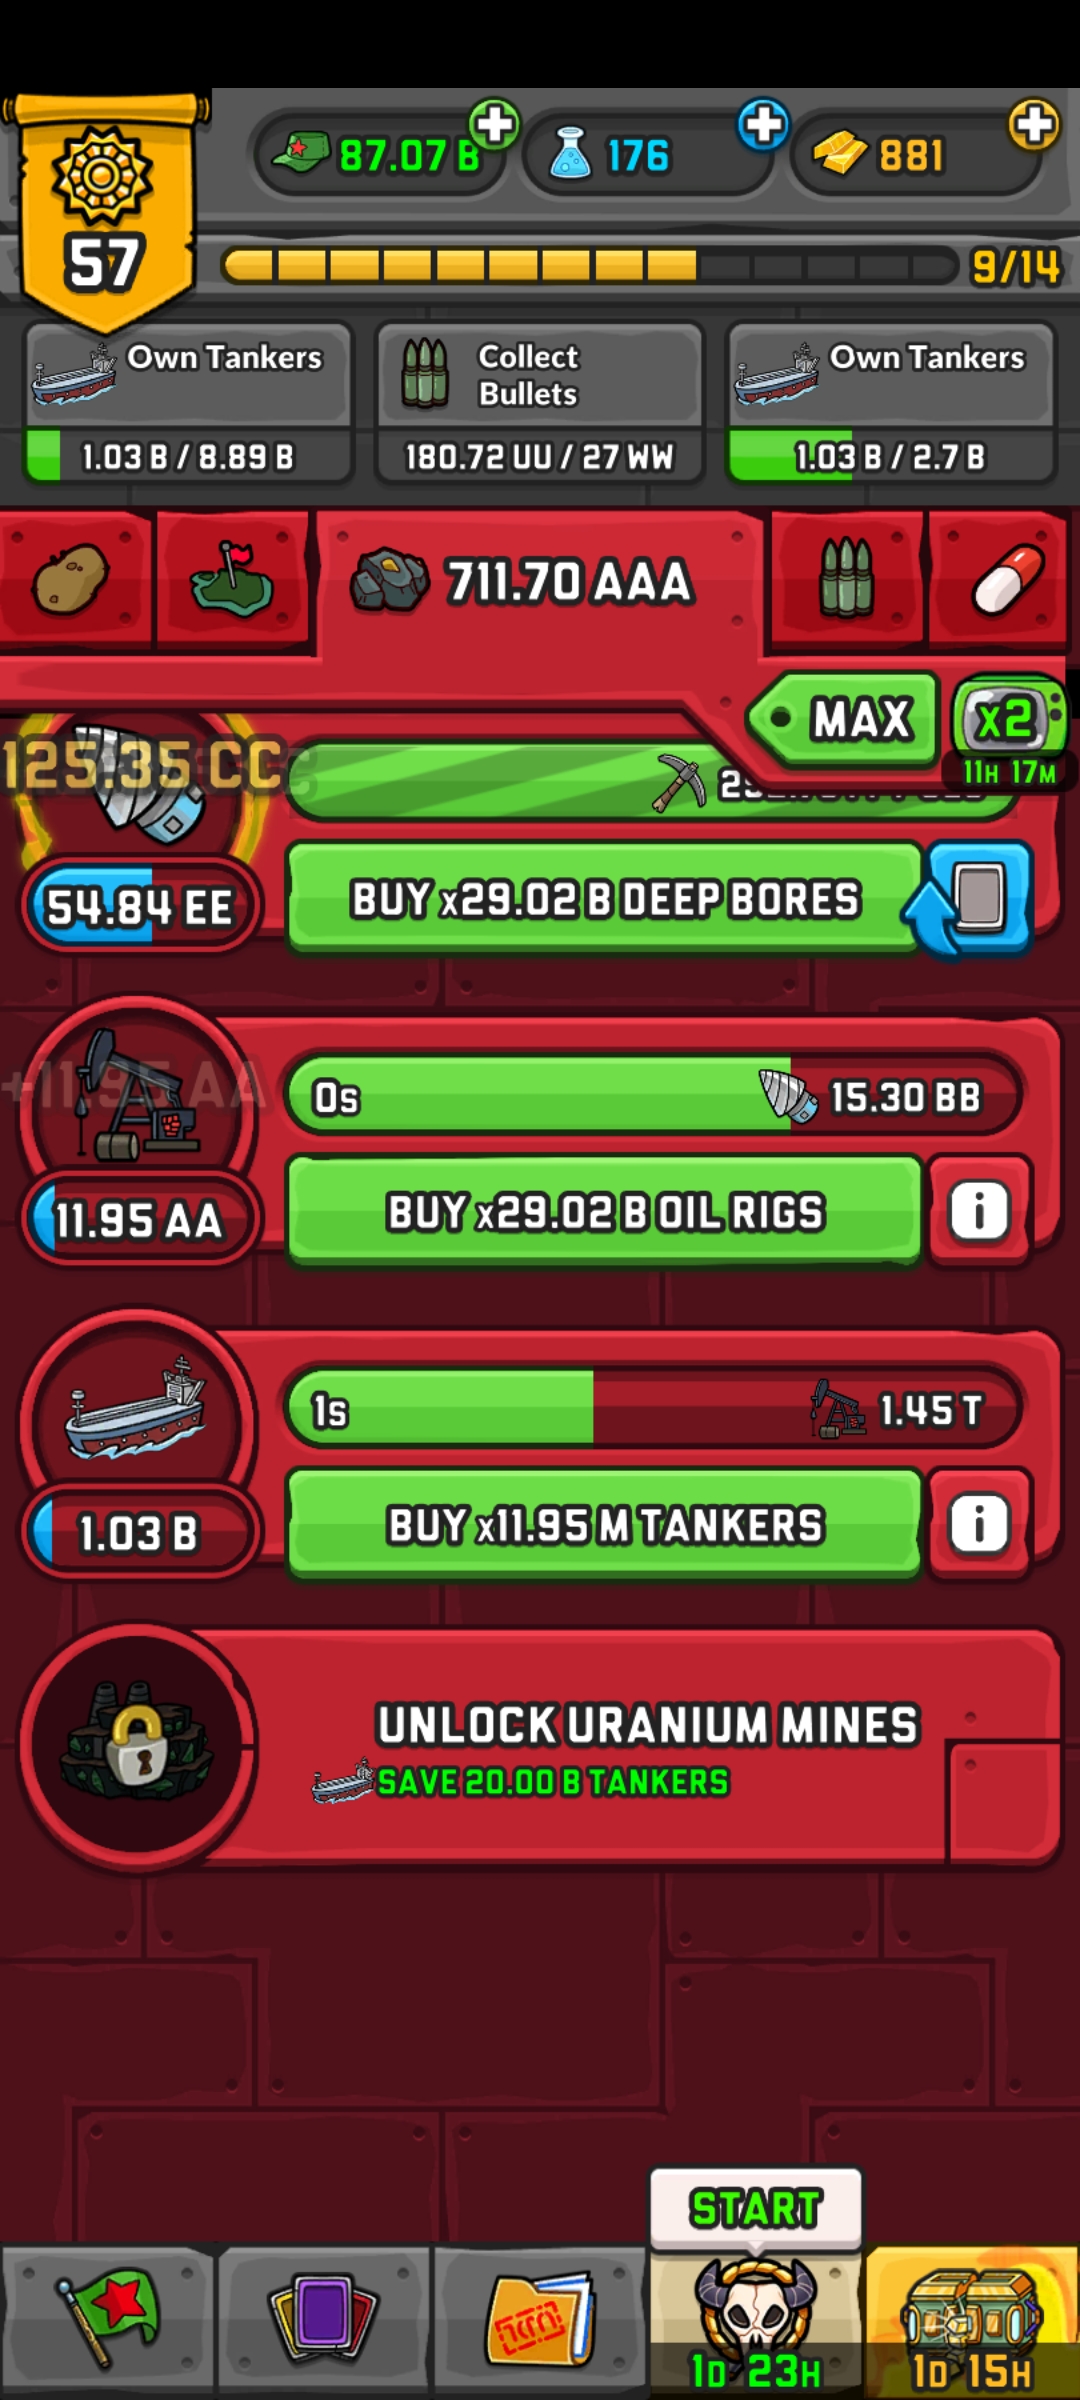 87.07 B
176
881
57
9/14
Own Tankers
1.03 B / 8.89 B
Collect
Bullets
180.72 UU / 27 WW
Own Tankers
1.03 B / 2.7 B
711.70 AAA
MAX
x2
11H 17M
125.35 CC
54.84 EE
BUY x29.02 B DEEP BORES
+11.95 AA
0s
15.30 BB
11.95 AA
BUY x29.02 B OIL RIGS
i
1s
1.45 T
1.03 B
BUY x11.95 M TANKERS
i
UNLOCK URANIUM MINES
SAVE 20.00 B TANKERS
START
1D 23H
1D 15H